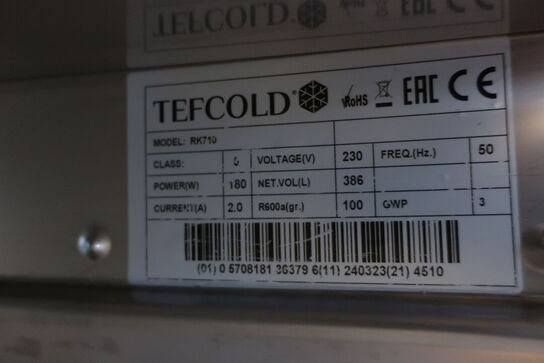 TEFCOLD
RoHS EAC CE
MODEL: RK710
CLASS: 5 VOLTAGE(V) 230 FREQ.(Hz.) 50
POWER(W) 180 NET.VOL(L) 386
CURRENT(A) 2.0 R600a(gr.) 100 GWP 3
(01) 0 5708181 36379 6(11) 240323(21) 4510